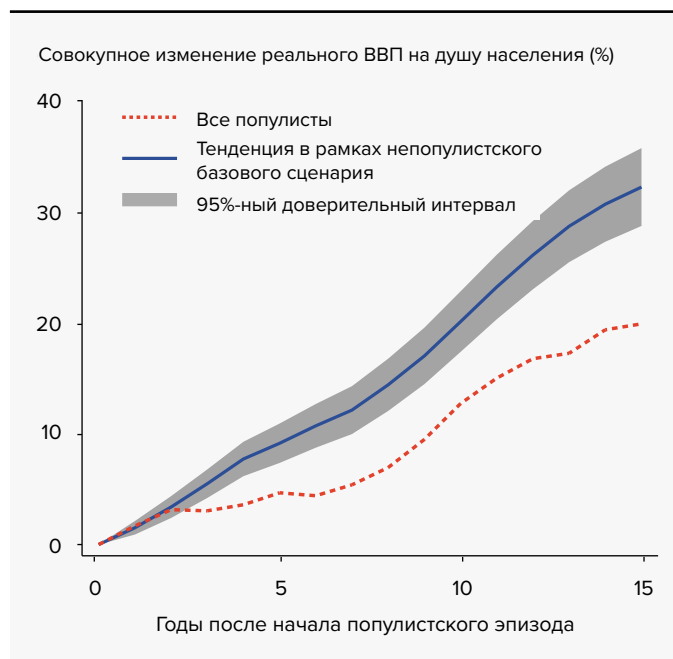 Совокупное изменение реального ВВП на душу населения (%)
40
Все популисты
Тенденция в рамках непопулистского
базового сценария
95%-ный доверительный интервал
30
20
10
0
0
5
10
15
Годы после начала популистского эпизода